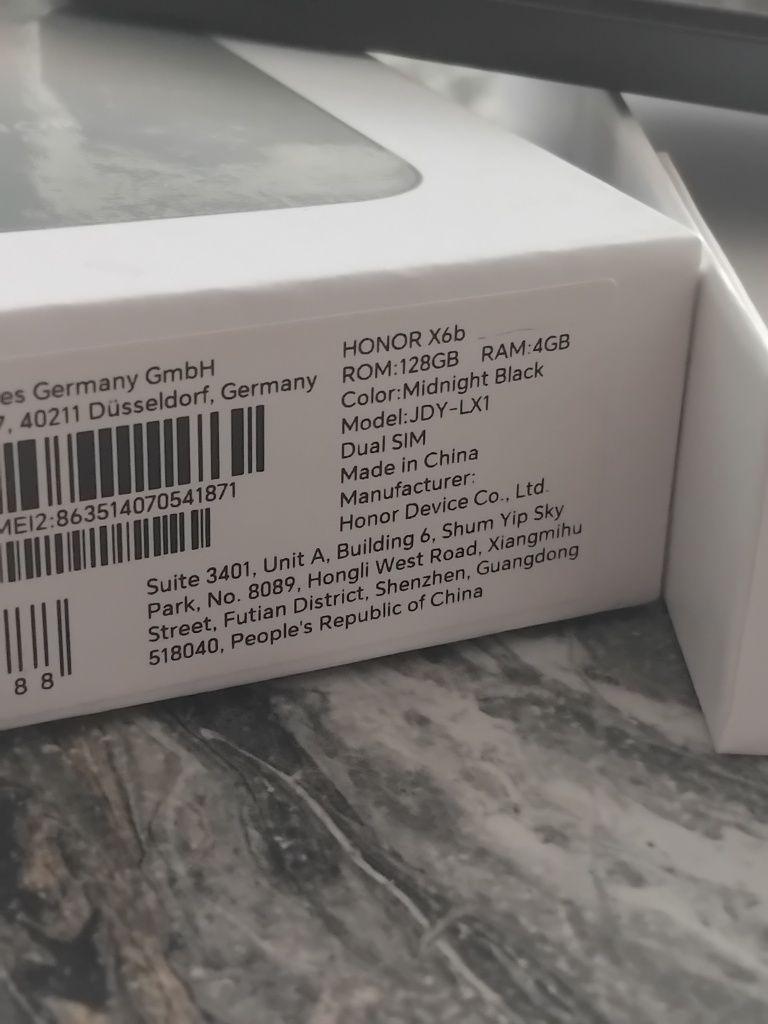 es Germany GmbH
7, 40211 Düsseldorf, Germany
MEI2:863514070541871
8 8
HONOR X6b
ROM:128GB RAM:4GB
Color:Midnight Black
Model:JDY-LX1
Dual SIM
Made in China
Manufacturer:
Honor Device Co., Ltd.
Suite 3401, Unit A, Building 6, Shum Yip Sky
Park, No. 8089, Hongli West Road, Xiangmihu
Street, Futian District, Shenzhen, Guangdong
518040, People's Republic of China